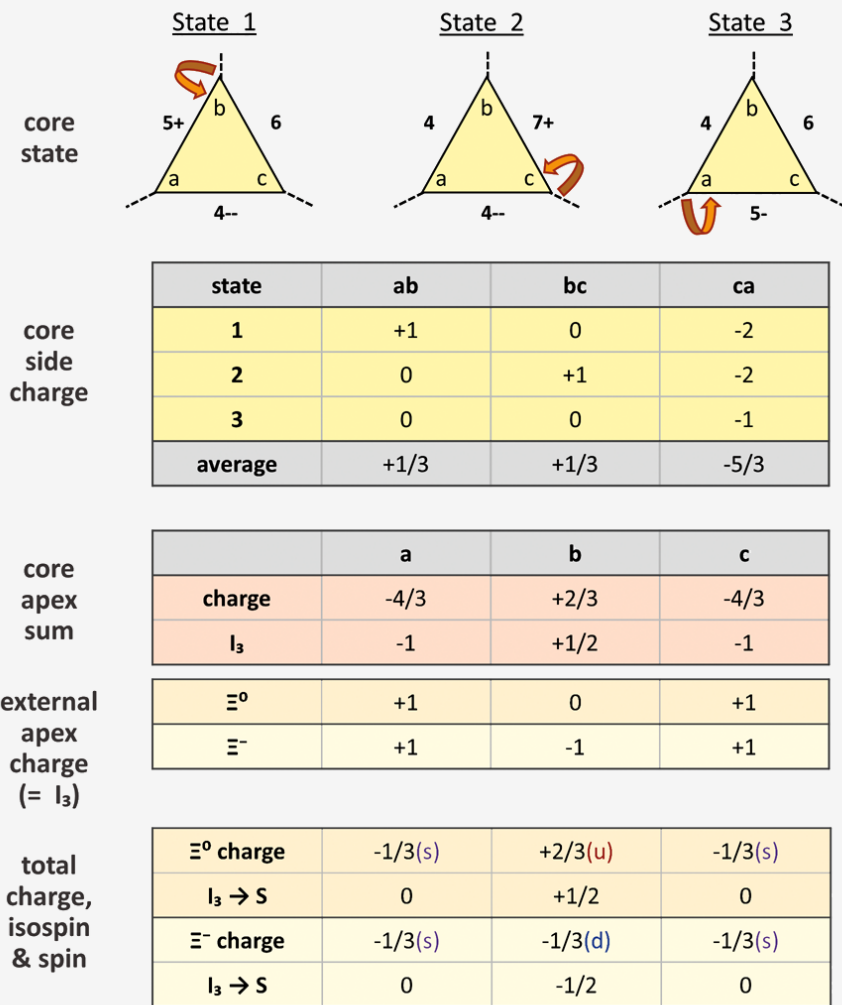 State 1 State 2 State 3
core state
b b b
5+ 6 4 7+ 4 6
a c a c a c
4-- 4-- 5-
core side charge
state ab bc ca
1 +1 0 -2
2 0 +1 -2
3 0 0 -1
average +1/3 +1/3 -5/3
core apex sum
a b c
charge -4/3 +2/3 -4/3
I₃ -1 +1/2 -1
external apex charge (= I₃)
Ξ⁰ +1 0 +1
Ξ⁻ +1 -1 +1
total charge, isospin & spin
Ξ⁰ charge -1/3(s) +2/3(u) -1/3(s)
I₃ → S 0 +1/2 0
Ξ⁻ charge -1/3(s) -1/3(d) -1/3(s)
I₃ → S 0 -1/2 0